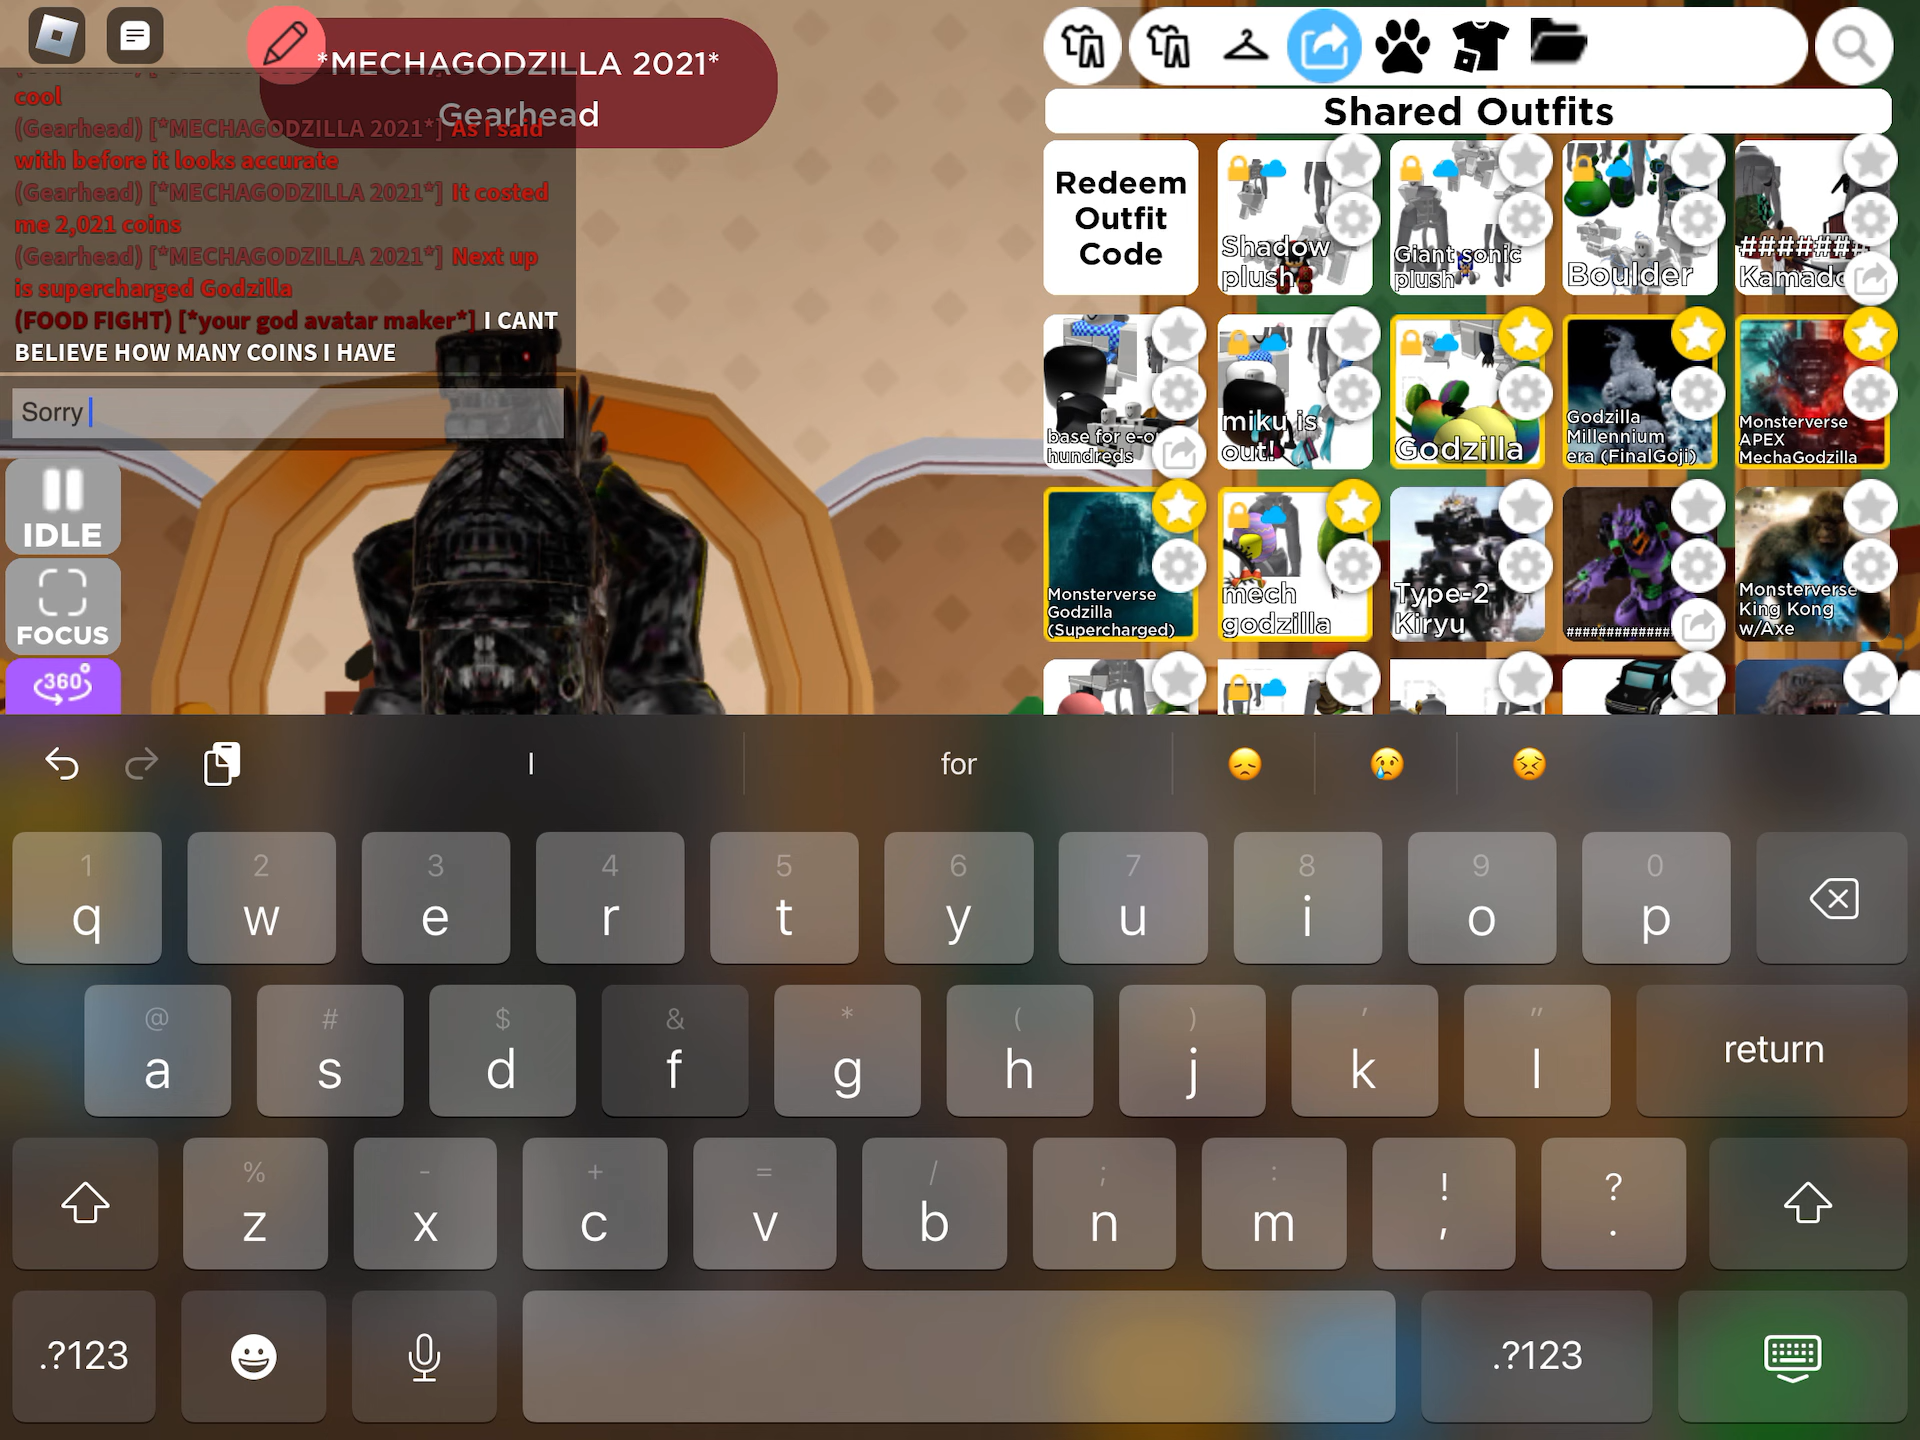 *MECHAGODZILLA 2021*
Gearhead
cool
(Gearhead) [*MECHAGODZILLA 2021*] As I said
with before it looks accurate
(Gearhead) [*MECHAGODZILLA 2021*] It costed
me 2,021 coins
(Gearhead) [*MECHAGODZILLA 2021*] Next up
is supercharged Godzilla
(FOOD FIGHT) [*your god avatar maker*] I CANT
BELIEVE HOW MANY COINS I HAVE
Sorry
IDLE
FOCUS
360°
Shared Outfits
Redeem
Outfit
Code
Shadow
plush
Giant sonic
plush
Boulder
#######
Kamado
base for e-o
hundreds
miku is
out!
Godzilla
Godzilla
Millennium
era (FinalGoji)
Monsterverse
APEX
MechaGodzilla
Monsterverse
Godzilla
(Supercharged)
mech
godzilla
Type-2
Kiryu
#############
Monsterverse
King Kong
w/Axe
I for
1 2 3 4 5 6 7 8 9 0
q w e r t y u i o p
@ # $ & * ( ) ' "
a s d f g h j k l return
% - + = / ; : ! ?
z x c v b n m , .
.?123 .?123